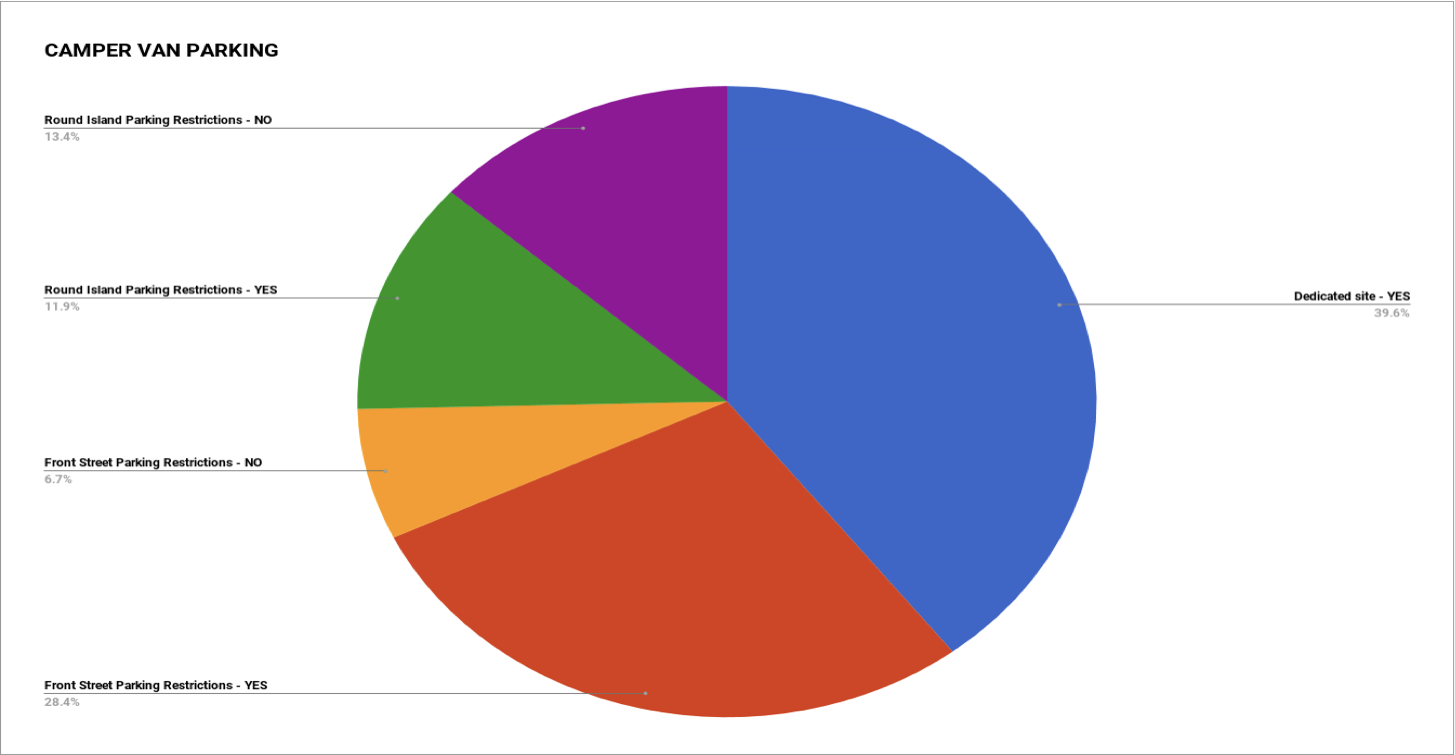 CAMPER VAN PARKING
Round Island Parking Restrictions - NO
13.4%
Round Island Parking Restrictions - YES
11.9%
Dedicated site - YES
39.6%
Front Street Parking Restrictions - NO
6.7%
Front Street Parking Restrictions - YES
28.4%